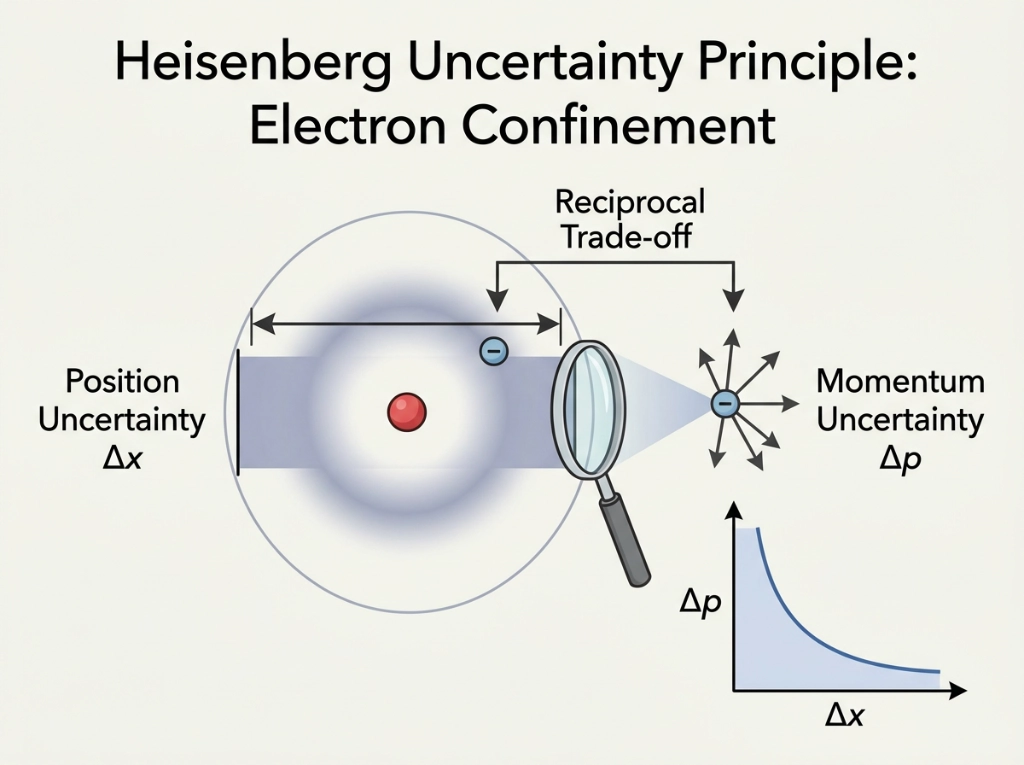 Heisenberg Uncertainty Principle:
Electron Confinement
Reciprocal
Trade-off
Position
Uncertainty
Δx
−
−
Momentum
Uncertainty
Δp
Δp
Δx